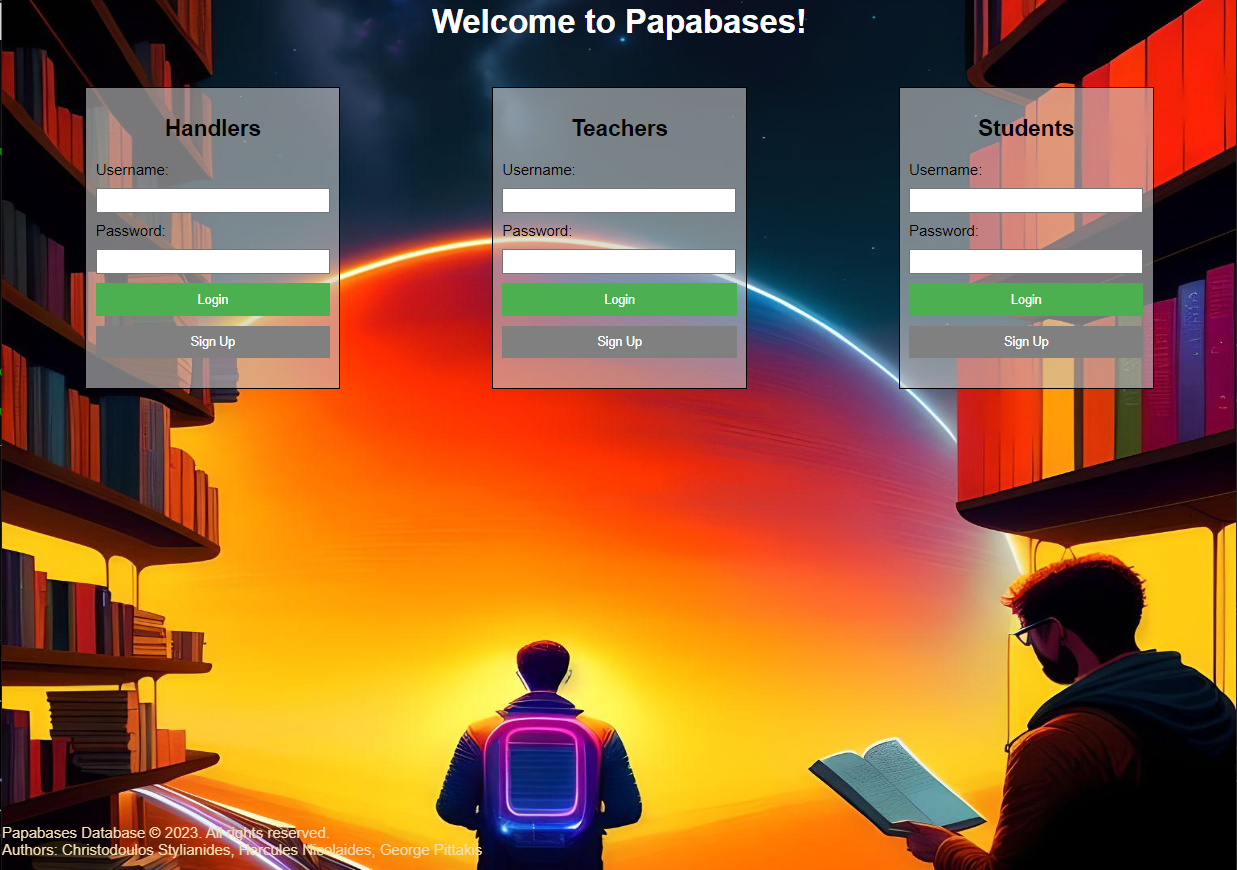 Welcome to Papabases!
Handlers
Username:
Password:
Login
Sign Up
Teachers
Username:
Password:
Login
Sign Up
Students
Username:
Password:
Login
Sign Up
Papabases Database © 2023. All rights reserved.
Authors: Christodoulos Stylianides, Hercules Nicolaides, George Pittakis